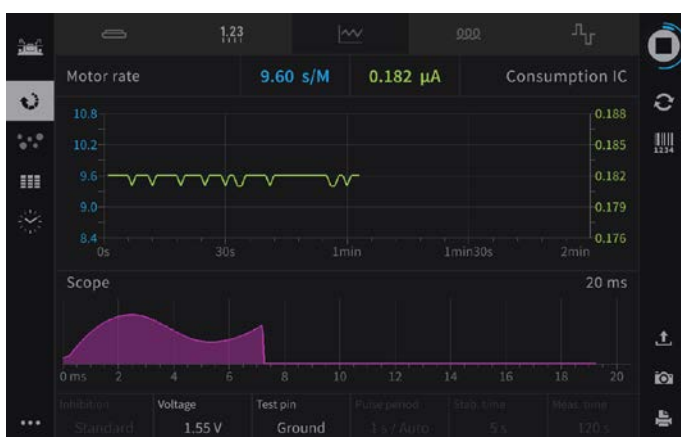 1.23
Motor rate 9.60 s/M 0.182 µA Consumption IC
10.8 0.188
10.2 0.185
9.6 0.182
9.0 0.179
8.4 0.176
0s 30s 1min 1min30s 2min
1234
Scope 20 ms
0 ms 2 4 6 8 10 12 14 16 18 20
Inhibition Voltage Test pin Pulse period Stab. time Meas. time
Standard 1.55 V Ground 1 s / Auto 5 s 120 s